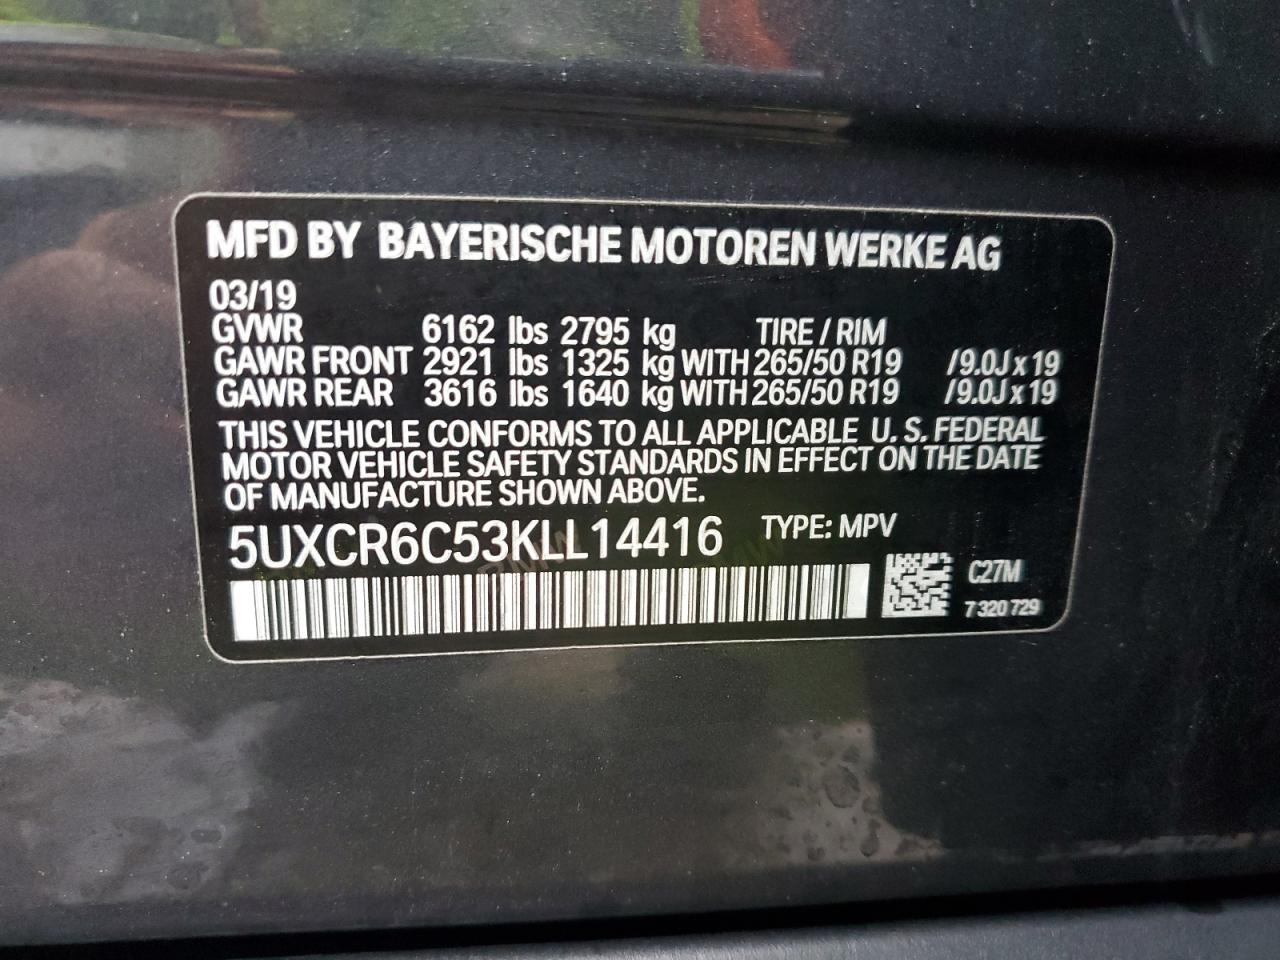 MFD BY BAYERISCHE MOTOREN WERKE AG
03/19
GVWR 6162 lbs 2795 kg TIRE / RIM
GAWR FRONT 2921 lbs 1325 kg WITH 265/50 R19 /9.0J x 19
GAWR REAR 3616 lbs 1640 kg WITH 265/50 R19 /9.0J x 19
THIS VEHICLE CONFORMS TO ALL APPLICABLE U. S. FEDERAL
MOTOR VEHICLE SAFETY STANDARDS IN EFFECT ON THE DATE
OF MANUFACTURE SHOWN ABOVE.
5UXCR6C53KLL14416 TYPE: MPV
BMW
C27M
7 320 729